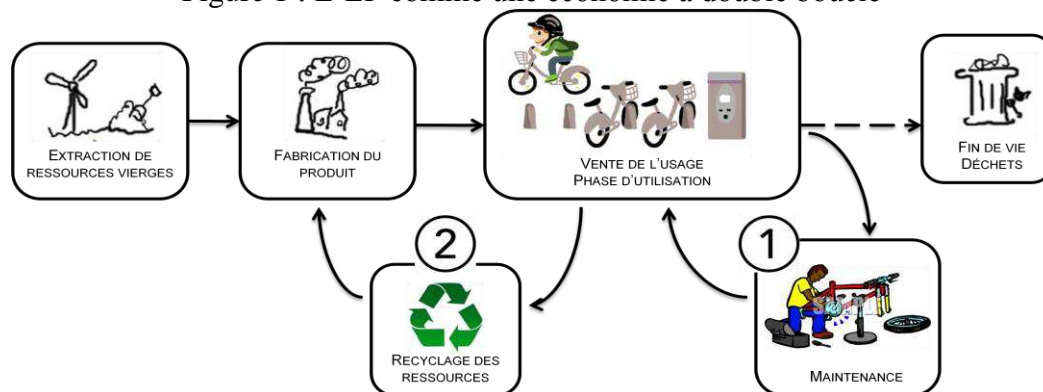 EXTRACTION DE
RESSOURCES VIERGES
FABRICATION DU
PRODUIT
VENTE DE L'USAGE
PHASE D'UTILISATION
FIN DE VIE
DÉCHETS
2
RECYCLAGE DES
RESSOURCES
1
MAINTENANCE